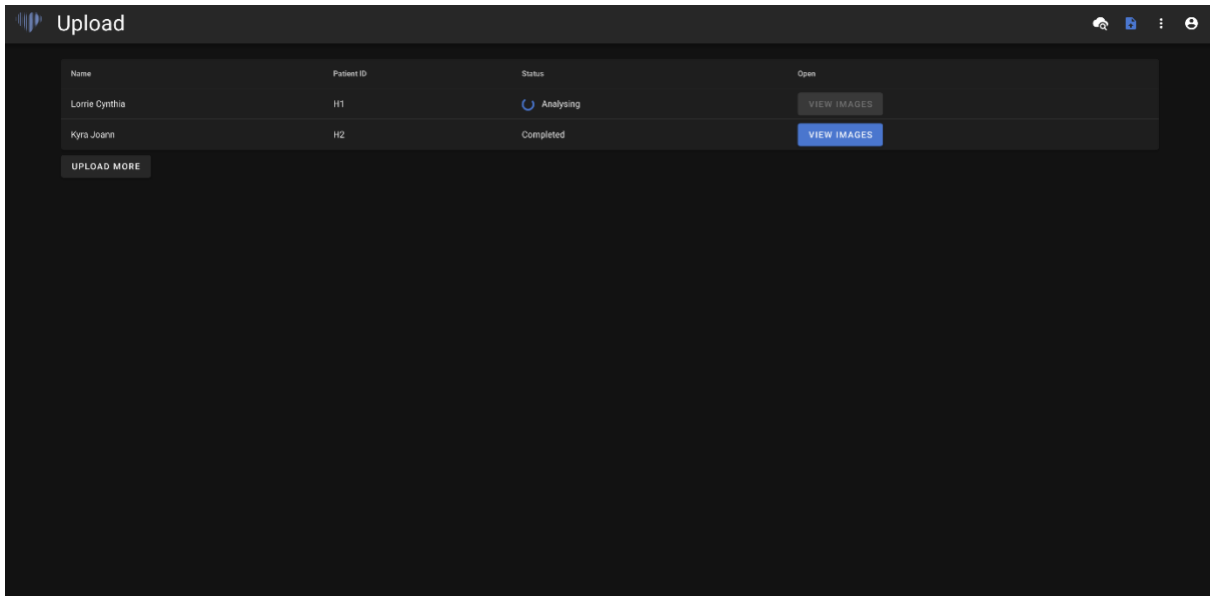 Upload
Name Patient ID Status Open
Lorrie Cynthia H1 Analysing VIEW IMAGES
Kyra Joann H2 Completed VIEW IMAGES
UPLOAD MORE